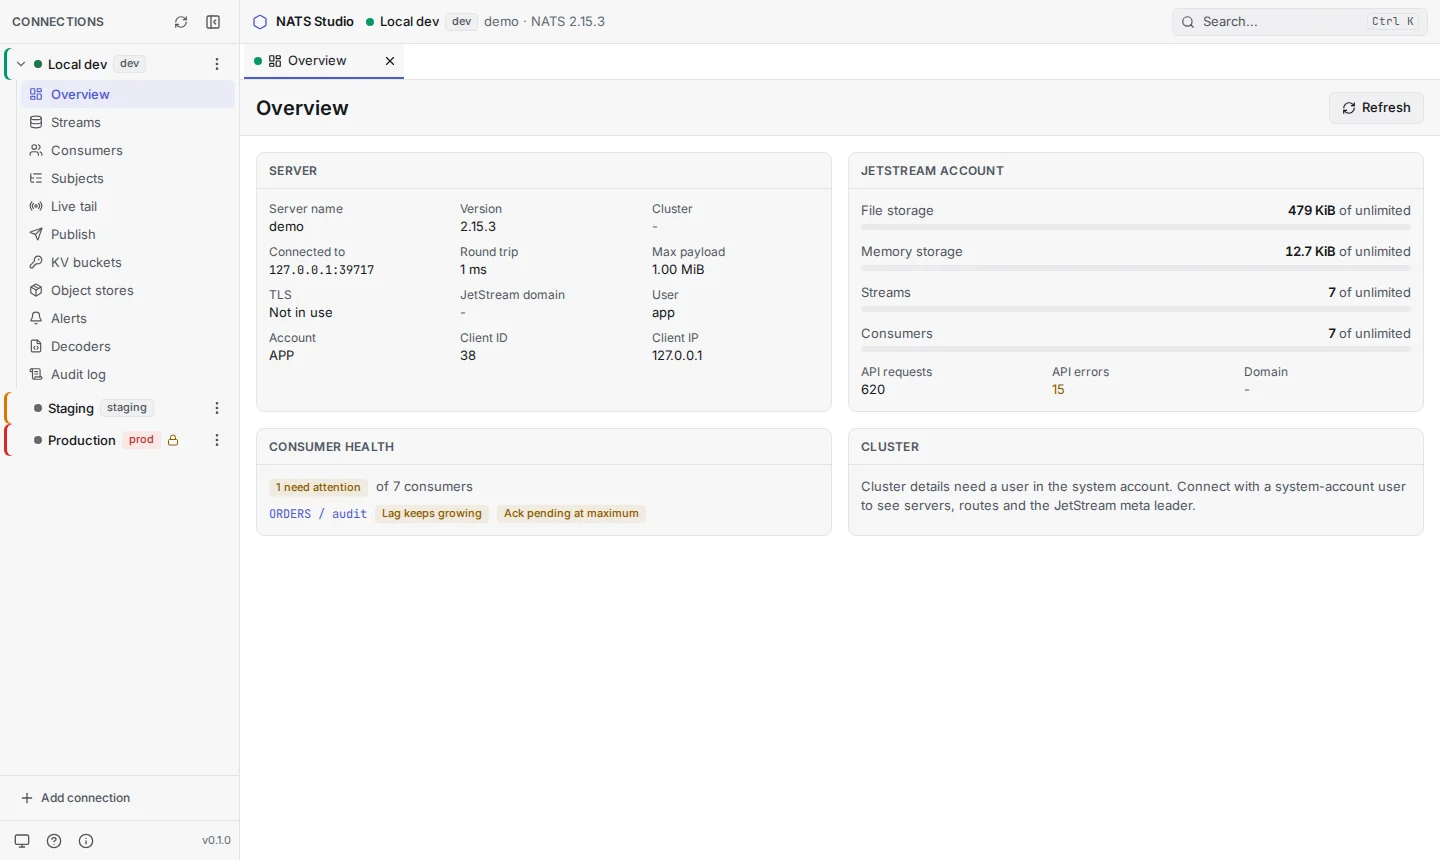 CONNECTIONS
NATS Studio Local dev dev demo · NATS 2.15.3
Search... Ctrl K
Local dev dev
Overview
Streams
Consumers
Subjects
Live tail
Publish
KV buckets
Object stores
Alerts
Decoders
Audit log
Staging staging
Production prod
Add connection
v0.1.0
Overview
Overview
Refresh
SERVER
Server name Version Cluster
demo 2.15.3 -
Connected to Round trip Max payload
127.0.0.1:39717 1 ms 1.00 MiB
TLS JetStream domain User
Not in use - app
Account Client ID Client IP
APP 38 127.0.0.1
JETSTREAM ACCOUNT
File storage 479 KiB of unlimited
Memory storage 12.7 KiB of unlimited
Streams 7 of unlimited
Consumers 7 of unlimited
API requests API errors Domain
620 15 -
CONSUMER HEALTH
1 need attention of 7 consumers
ORDERS / audit Lag keeps growing Ack pending at maximum
CLUSTER
Cluster details need a user in the system account. Connect with a system-account user
to see servers, routes and the JetStream meta leader.